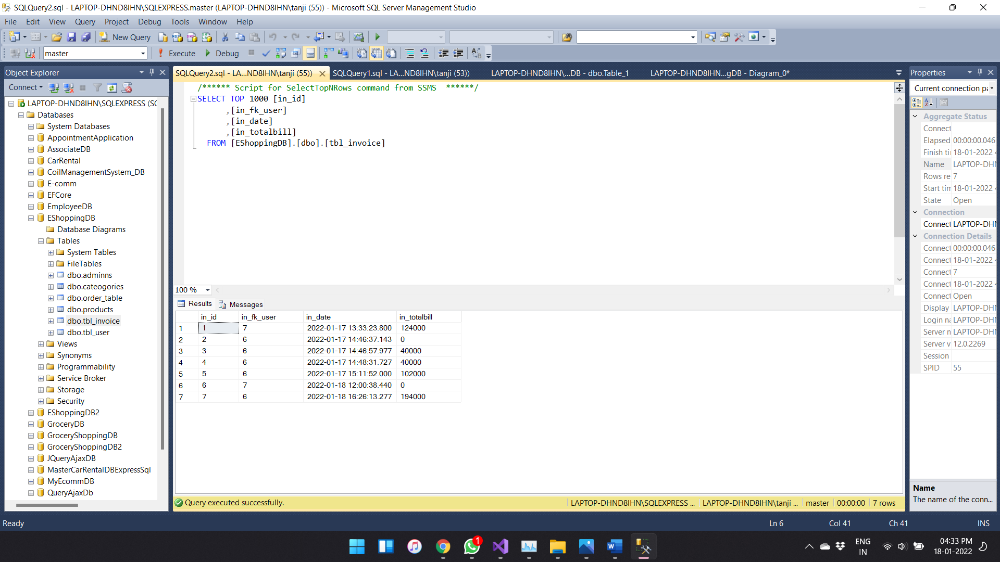 SQLQuery2.sql - LAPTOP-DHND8IHN\SQLEXPRESS.master (LAPTOP-DHND8IHN\tanji (55)) - Microsoft SQL Server Management Studio
File Edit View Query Project Debug Tools Window Help
New Query
master Execute Debug
Object Explorer
Connect
LAPTOP-DHND8IHN\SQLEXPRESS (SC
Databases
System Databases
AppointmentApplication
AssociateDB
CarRental
CoilManagementSystem_DB
E-comm
EFCore
EmployeeDB
EShoppingDB
Database Diagrams
Tables
System Tables
FileTables
dbo.adminns
dbo.cateogories
dbo.order_table
dbo.products
dbo.tbl_invoice
dbo.tbl_user
Views
Synonyms
Programmability
Service Broker
Storage
Security
EShoppingDB2
GroceryDB
GroceryShoppingDB
GroceryShoppingDB2
JQueryAjaxDB
MasterCarRentalDBExpressSql
MyEcommDB
QueryAjaxDb
SQLQuery2.sql - LA...ND8IHN\tanji (55)) SQLQuery1.sql - LA...ND8IHN\tanji (53)) LAPTOP-DHND8IHN\...DB - dbo.Table_1 LAPTOP-DHND8IHN...gDB - Diagram_0*
/****** Script for SelectTopNRows command from SSMS ******/
SELECT TOP 1000 [in_id]
,[in_fk_user]
,[in_date]
,[in_totalbill]
FROM [EShoppingDB].[dbo].[tbl_invoice]
100 %
Results Messages
in_id in_fk_user in_date in_totalbill
1 1 7 2022-01-17 13:33:23.800 124000
2 2 6 2022-01-17 14:46:37.143 0
3 3 6 2022-01-17 14:46:57.977 40000
4 4 6 2022-01-17 14:48:31.727 40000
5 5 6 2022-01-17 15:11:52.000 102000
6 6 7 2022-01-18 12:00:38.440 0
7 7 6 2022-01-18 16:26:13.277 194000
Query executed successfully. LAPTOP-DHND8IHN\SQLEXPRESS ... LAPTOP-DHND8IHN\tanji ... master 00:00:00 7 rows
Properties
Current connection pa
Aggregate Status
Connect
Elapsed 00:00:00.046
Finish ti 18-01-2022 4
Name LAPTOP-DHN
Rows re 7
Start tim 18-01-2022 4
State Open
Connection
Connect LAPTOP-DHN
Connection Details
Connect 00:00:00.046
Connect 18-01-2022 4
Connect 7
Connect 18-01-2022 4
Connect Open
Display LAPTOP-DHN
Login na LAPTOP-DHN
Server n LAPTOP-DHN
Server v 12.0.2269
Session
SPID 55
Name
The name of the conn...
Ready Ln 6 Col 41 Ch 41 INS
1
ENG
IN
04:33 PM
18-01-2022